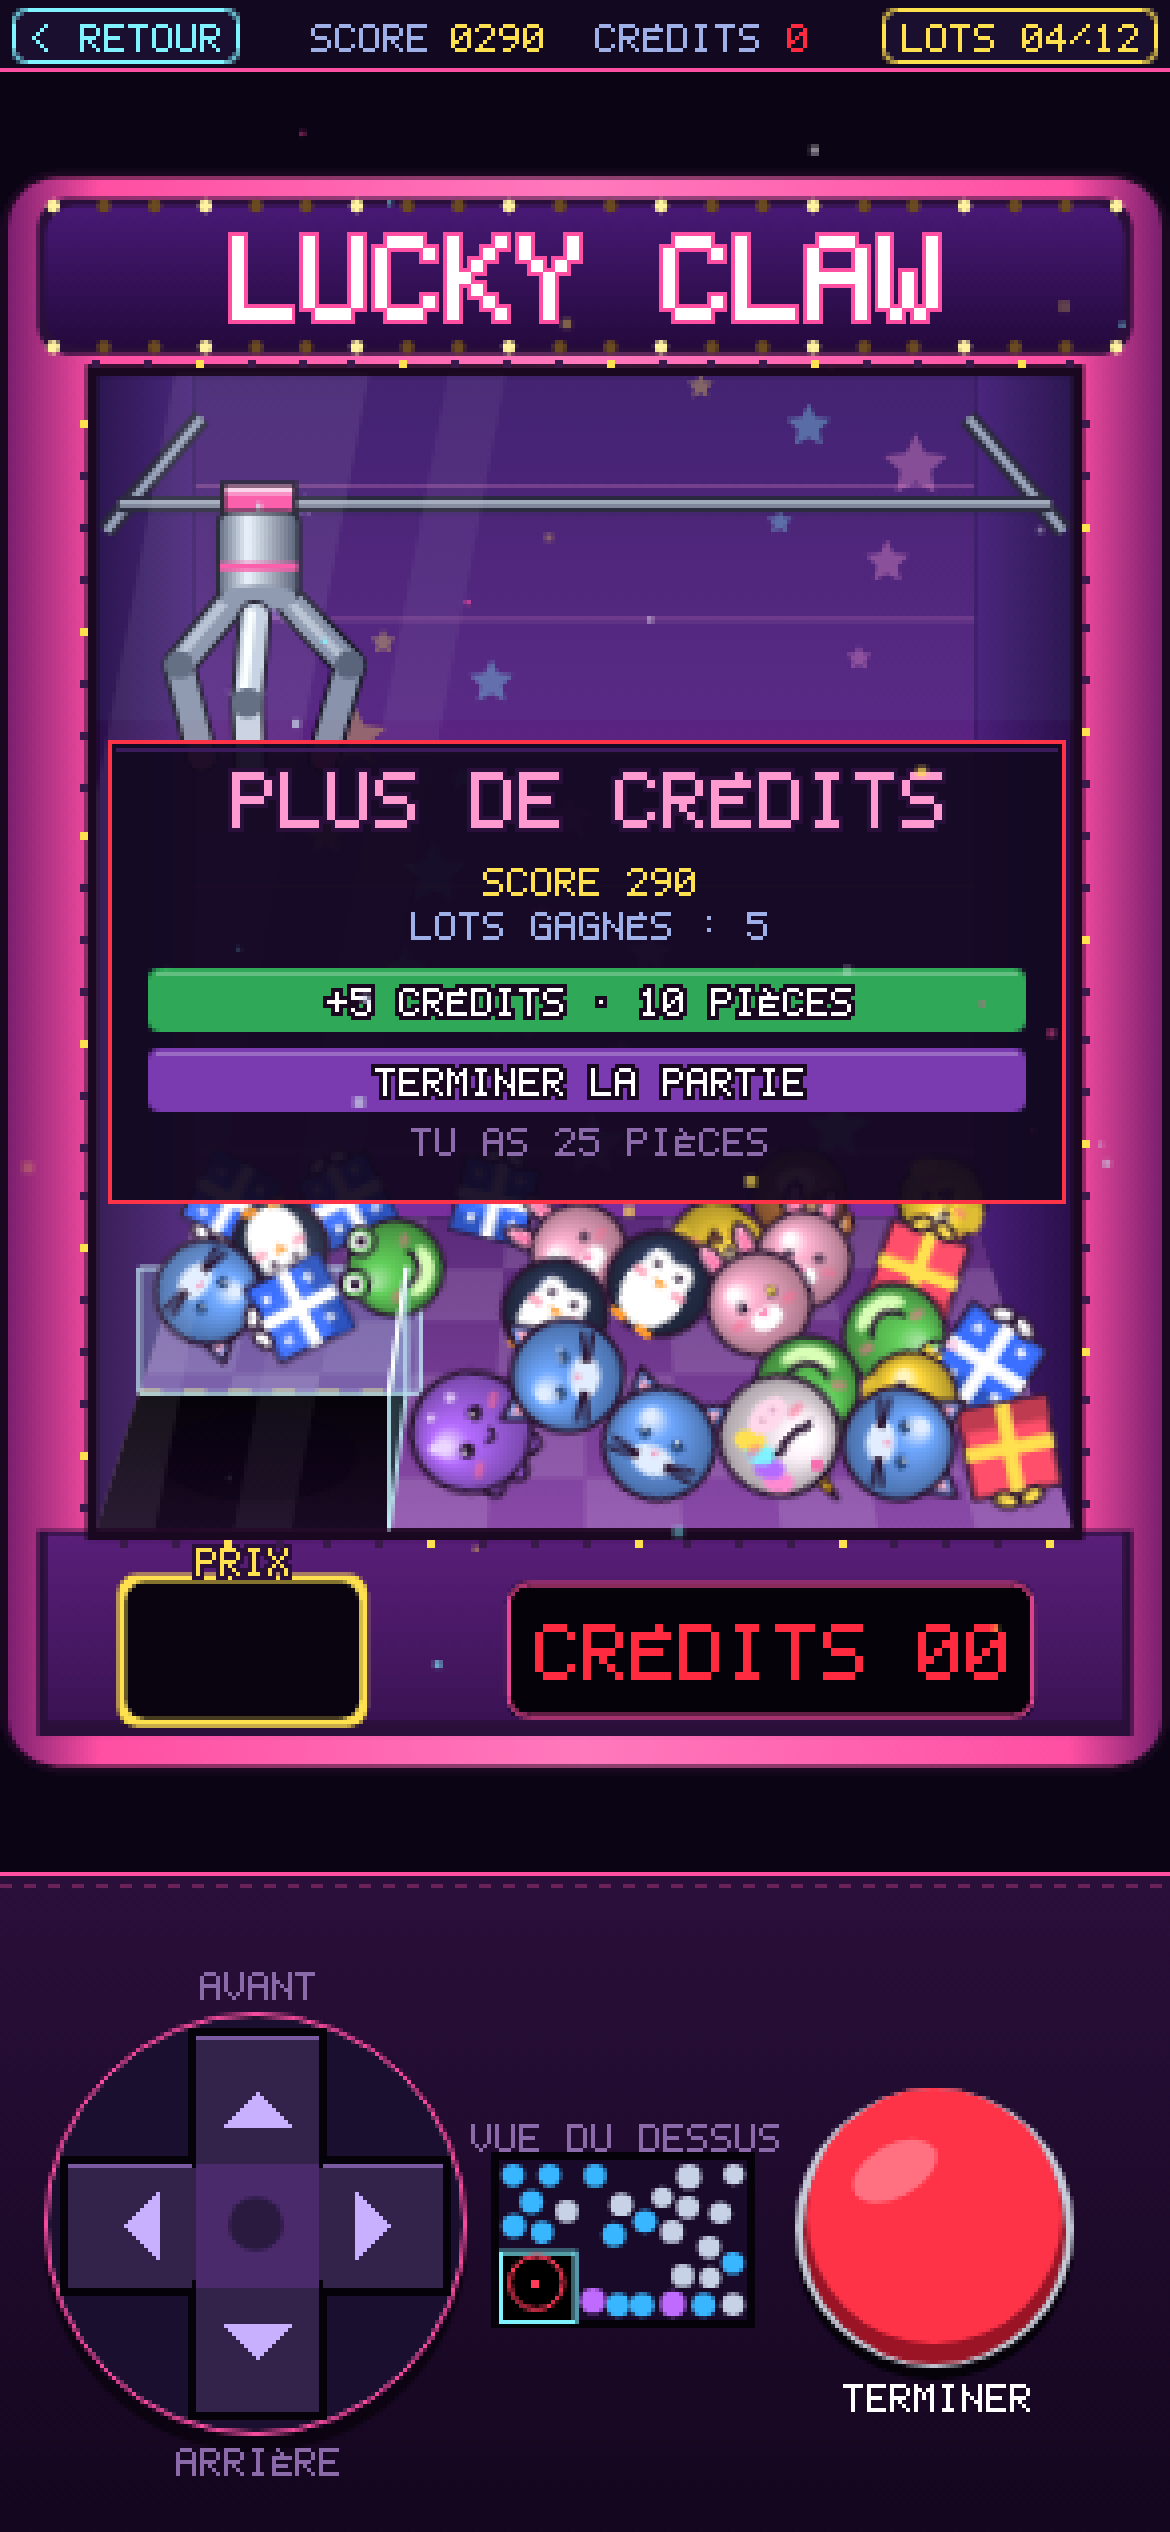 < RETOUR SCORE 0290 CRÉDITS 0 LOTS 04/12
LUCKY CLAW
PLUS DE CRÉDITS
SCORE 290
LOTS GAGNÉS : 5
+5 CRÉDITS · 10 PIÈCES
TERMINER LA PARTIE
TU AS 25 PIÈCES
PRIX
CRÉDITS 00
AVANT
VUE DU DESSUS
TERMINER
ARRIÈRE